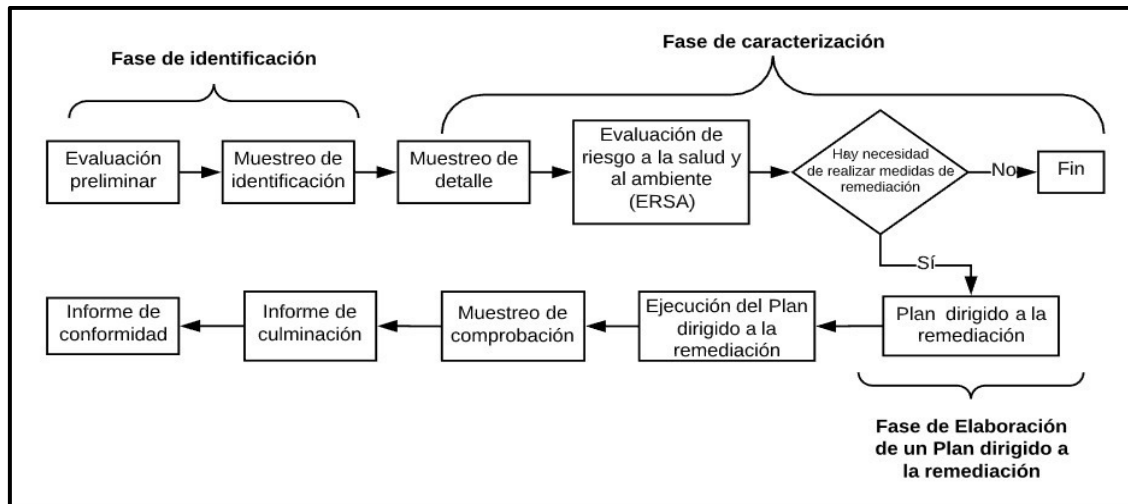 Fase de identificación
Fase de caracterización
Evaluación
preliminar
Muestreo de
identificación
Muestreo de
detalle
Evaluación de
riesgo a la salud y
al ambiente
(ERSA)
Hay necesidad
de realizar medidas de
remediación
No
Fin
Sí
Plan dirigido a la
remediación
Ejecución del Plan
dirigido a la
remediación
Muestreo de
comprobación
Informe de
culminación
Informe de
conformidad
Fase de Elaboración
de un Plan dirigido a
la remediación